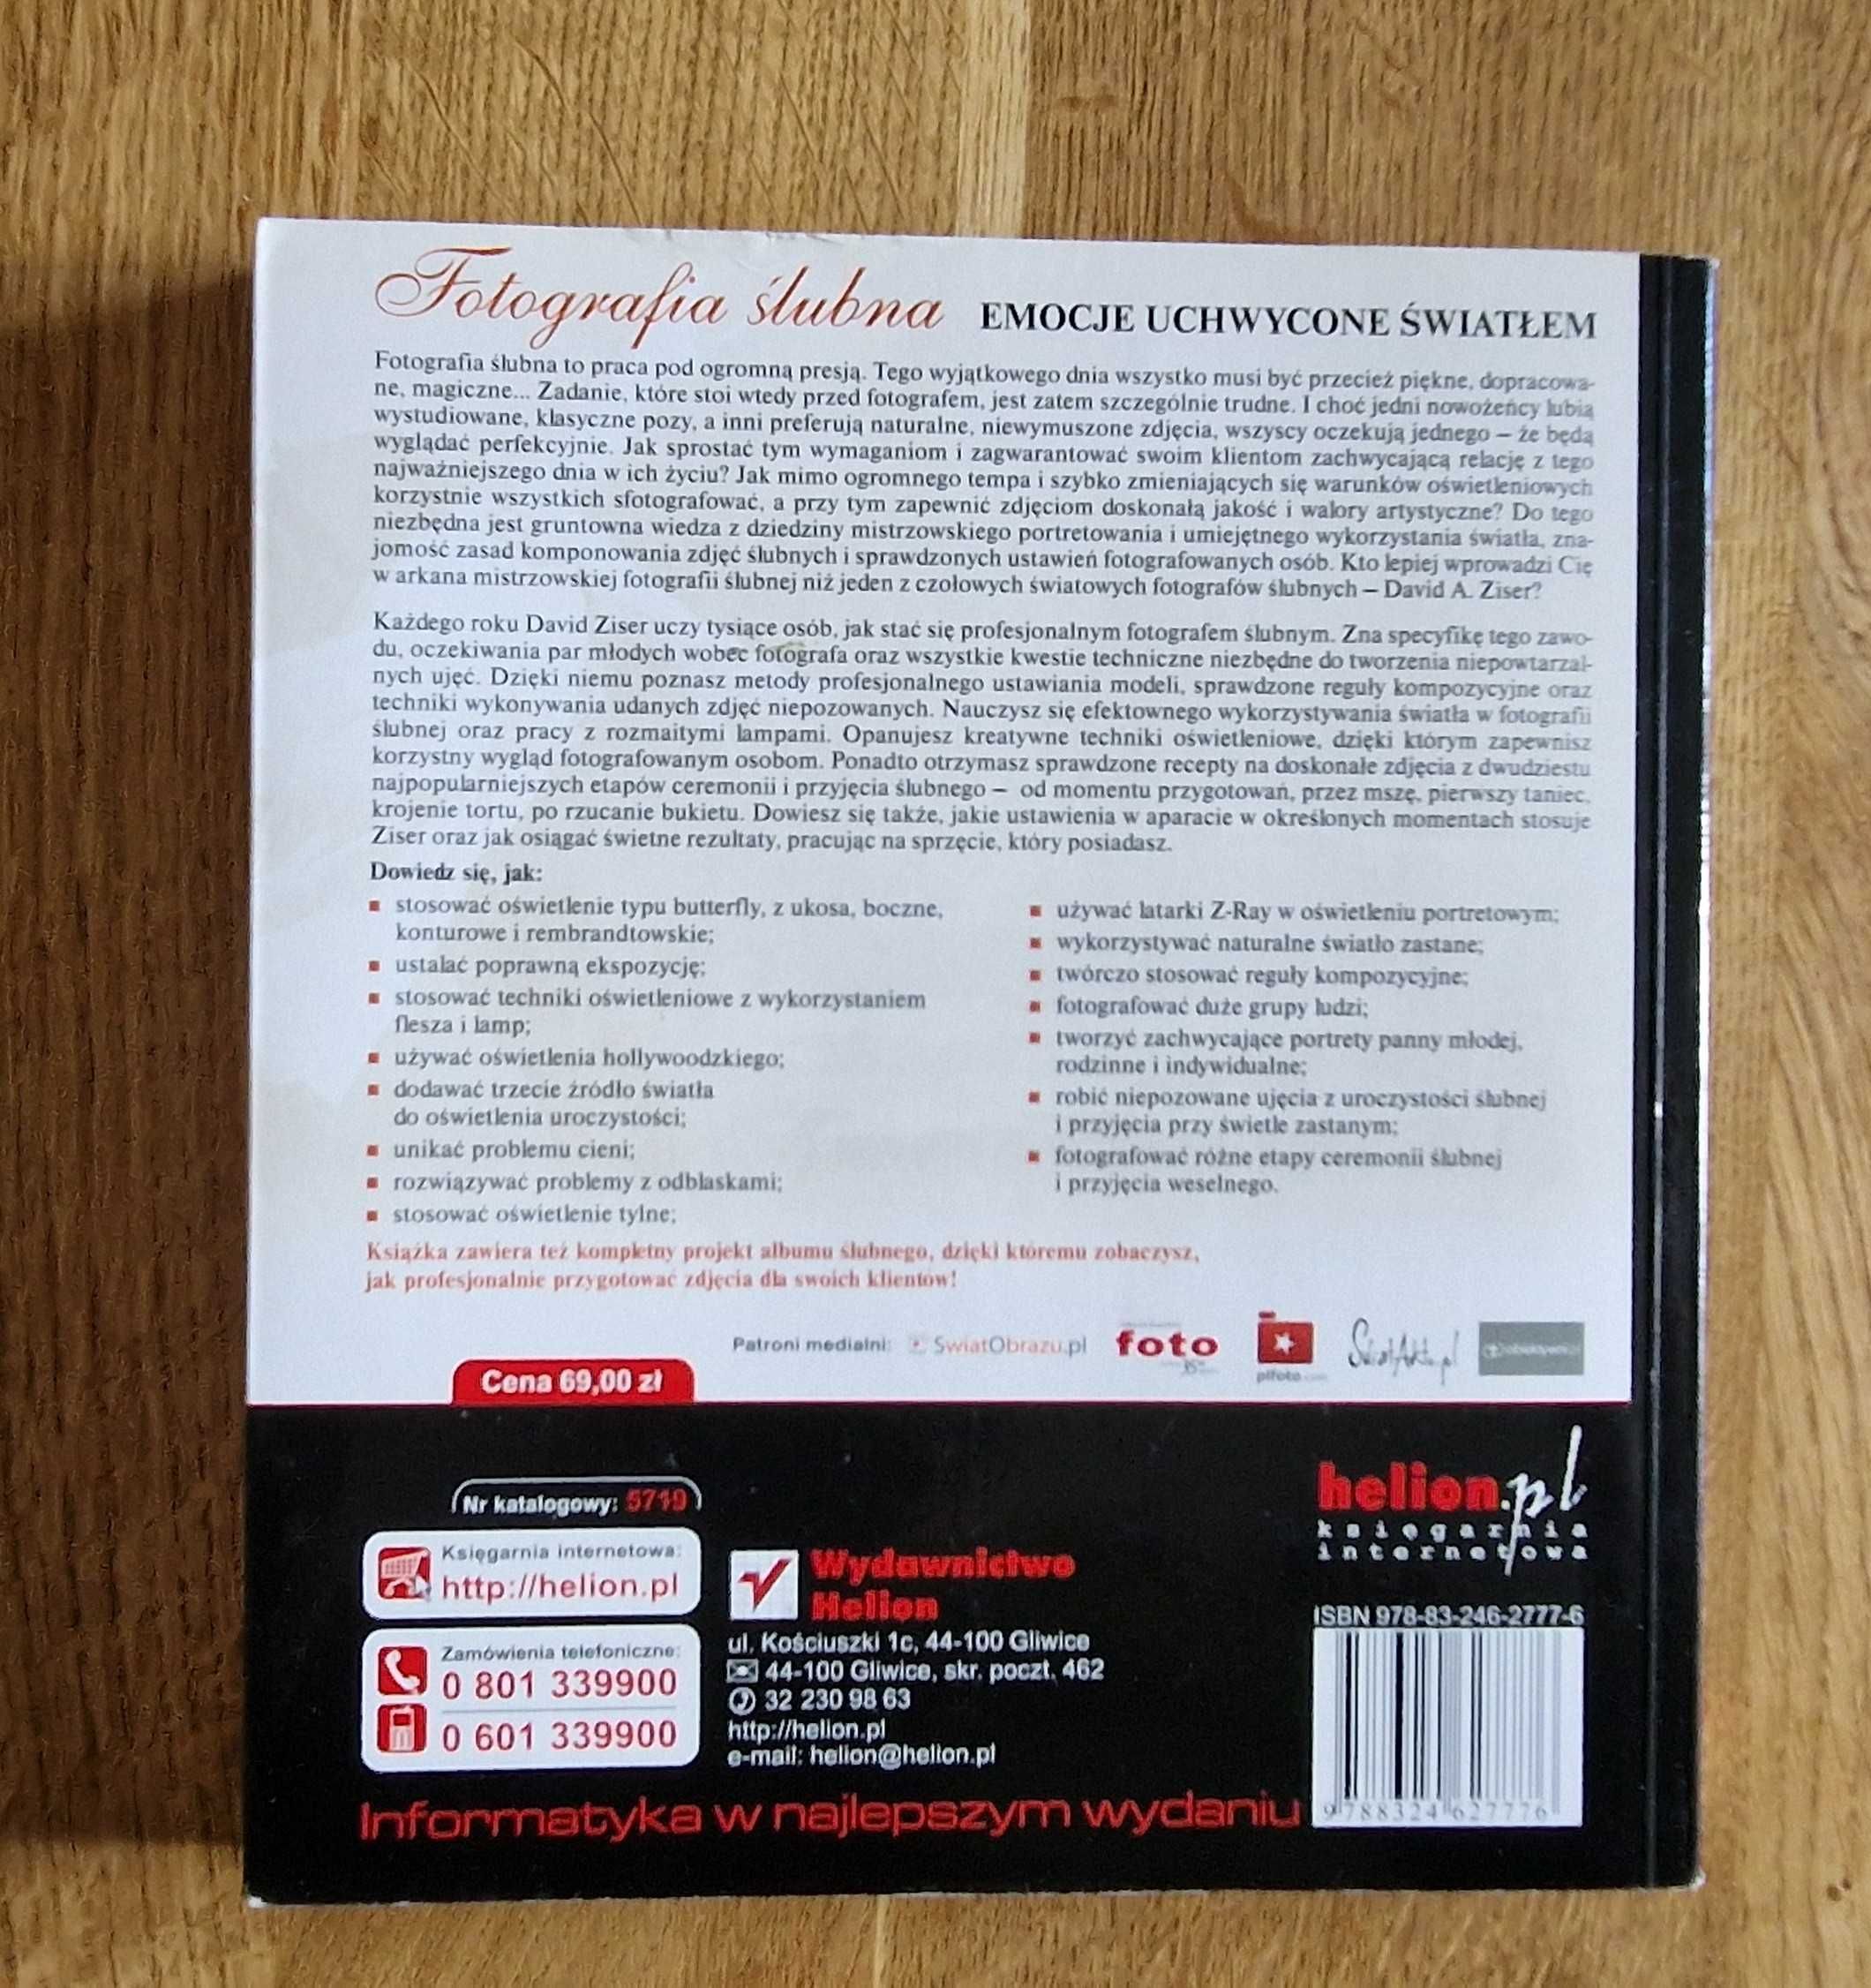 Fotografia ślubna EMOCJE UCHWYCONE ŚWIATŁEM
Fotografia ślubna to praca pod ogromną presją. Tego wyjątkowego dnia wszystko musi być przecież piękne, dopracowa-
ne, magiczne... Zadanie, które stoi wtedy przed fotografem, jest zatem szczególnie trudne. I choć jedni nowożeńcy lubią
wystudiowane, klasyczne pozy, a inni preferują naturalne, niewymuszone zdjęcia, wszyscy oczekują jednego – że będą
wyglądać perfekcyjnie. Jak sprostać tym wymaganiom i zagwarantować swoim klientom zachwycającą relację z tego
najważniejszego dnia w ich życiu? Jak mimo ogromnego tempa i szybko zmieniających się warunków oświetleniowych
korzystnie wszystkich sfotografować, a przy tym zapewnić zdjęciom doskonałą jakość i walory artystyczne? Do tego
niezbędna jest gruntowna wiedza z dziedziny mistrzowskiego portretowania i umiejętnego wykorzystania światła, zna-
jomość zasad komponowania zdjęć ślubnych i sprawdzonych ustawień fotografowanych osób. Kto lepiej wprowadzi Cię
w arkana mistrzowskiej fotografii ślubnej niż jeden z czołowych światowych fotografów ślubnych – David A. Ziser?
Każdego roku David Ziser uczy tysiące osób, jak stać się profesjonalnym fotografem ślubnym. Zna specyfikę tego zawo-
du, oczekiwania par młodych wobec fotografa oraz wszystkie kwestie techniczne niezbędne do tworzenia niepowtarzal-
nych ujęć. Dzięki niemu poznasz metody profesjonalnego ustawiania modeli, sprawdzone reguły kompozycyjne oraz
techniki wykonywania udanych zdjęć niepozowanych. Nauczysz się efektownego wykorzystywania światła w fotografii
ślubnej oraz pracy z rozmaitymi lampami. Opanujesz kreatywne techniki oświetleniowe, dzięki którym zapewnisz
korzystny wygląd fotografowanym osobom. Ponadto otrzymasz sprawdzone recepty na doskonałe zdjęcia z dwudziestu
najpopularniejszych etapów ceremonii i przyjęcia ślubnego – od momentu przygotowań, przez mszę, pierwszy taniec,
krojenie tortu, po rzucanie bukietu. Dowiesz się także, jakie ustawienia w aparacie w określonych momentach stosuje
Ziser oraz jak osiągać świetne rezultaty, pracując na sprzęcie, który posiadasz.
Dowiedz się, jak:
stosować oświetlenie typu butterfly, z ukosa, boczne,
konturowe i rembrandtowskie;
ustalać poprawną ekspozycję;
stosować techniki oświetleniowe z wykorzystaniem
flesza i lamp;
używać oświetlenia hollywoodzkiego;
dodawać trzecie źródło światła
do oświetlenia uroczystości;
unikać problemu cieni;
rozwiązywać problemy z odblaskami;
stosować oświetlenie tylne;
używać latarki Z-Ray w oświetleniu portretowym;
wykorzystywać naturalne światło zastane;
twórczo stosować reguły kompozycyjne;
fotografować duże grupy ludzi;
tworzyć zachwycające portrety panny młodej,
rodzinne i indywidualne;
robić niepozowane ujęcia z uroczystości ślubnej
i przyjęcia przy świetle zastanym;
fotografować różne etapy ceremonii ślubnej
i przyjęcia weselnego.
Książka zawiera też kompletny projekt albumu ślubnego, dzięki któremu zobaczysz,
jak profesjonalnie przygotować zdjęcia dla swoich klientów!
Patroni medialni: SwiatObrazu.pl foto plfoto
Cena 69,00 zł
Nr katalogowy: 5719
Księgarnia internetowa:
http://helion.pl
Zamówienia telefoniczne:
0 801 339900
0 601 339900
Wydawnictwo
Helion
ul. Kościuszki 1c, 44-100 Gliwice
44-100 Gliwice, skr. poczt. 462
32 230 98 63
http://helion.pl
e-mail: helion@helion.pl
helion.pl
księgarnia
internetowa
ISBN 978-83-246-2777-6
9 788324 627776
Informatyka w najlepszym wydaniu